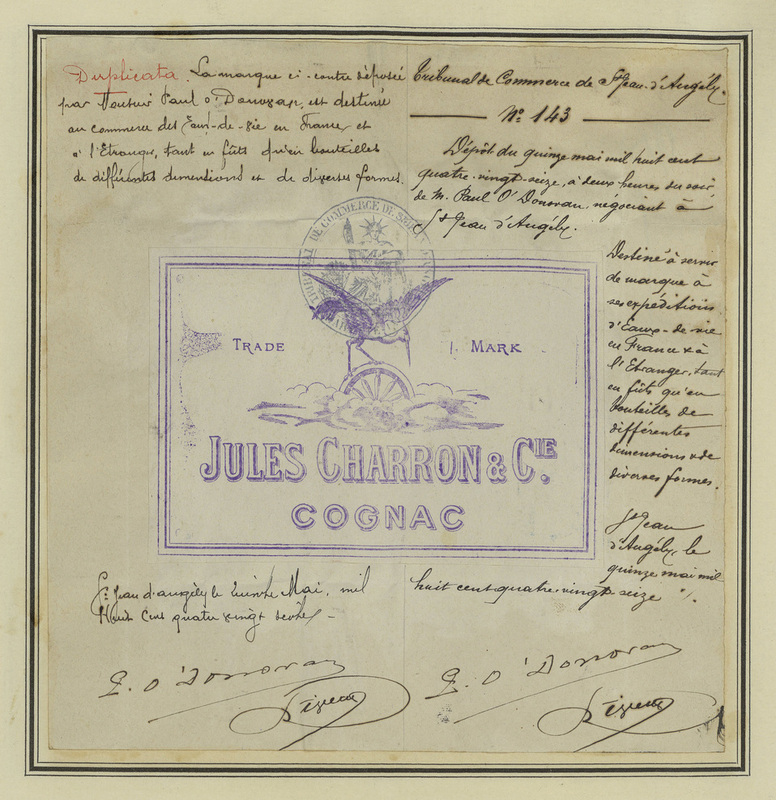 Duplicata. La marque ci-contre déposée
par Monsieur Paul O'Donovan, est destinée
au commerce des Eaux-de-vie en France, et
à l'Etranger, tant en fûts qu'en bouteilles
de différentes dimensions et de diverses formes.
Tribunal de Commerce de St Jean d'Angély.
No 143
Dépôt du quinze mai mil huit cent
quatre-vingt-seize, à deux heures du soir,
de M. Paul O'Donovan, négociant à
St Jean d'Angély.
TRIBUNAL DE COMMERCE DE
TRADE MARK
JULES CHARRON & CIE.
COGNAC
Destiné à servir
de marque à
ses expéditions
d'Eaux-de-vie
en France & à
l'Etranger, tant
en fûts qu'en
bouteilles de
différentes
dimensions & de
diverses formes.
St Jean
d'Angély, le
quinze mai mil
huit cent quatre-vingt seize ./.
St Jean d'angély le Quinze Mai, mil
Huit Cent quatre vingt seize
P. O'Donovan
P. O'Donovan